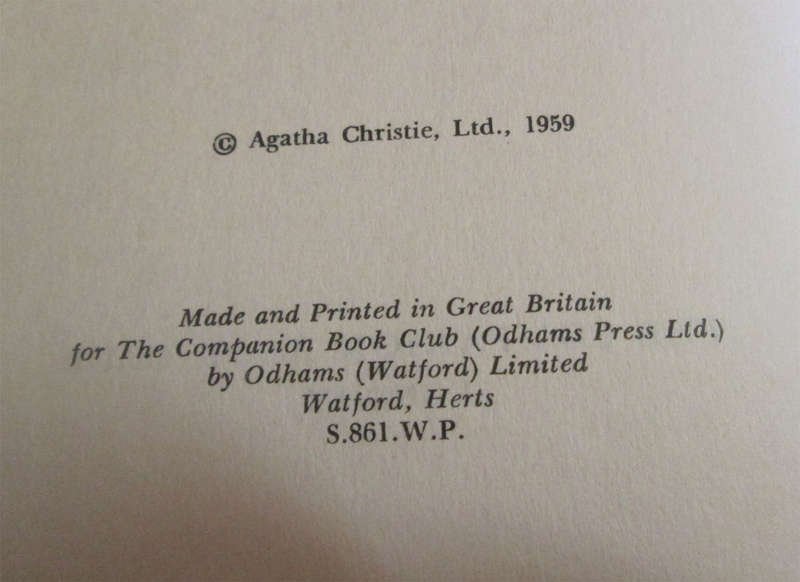 © Agatha Christie, Ltd., 1959
Made and Printed in Great Britain
for The Companion Book Club (Odhams Press Ltd.)
by Odhams (Watford) Limited
Watford, Herts
S.861.W.P.